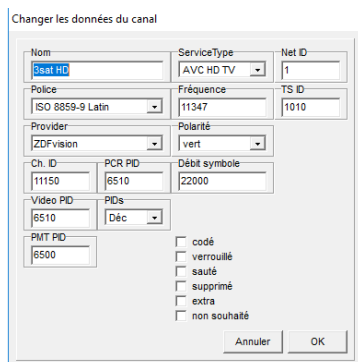 Changer les données du canal
Nom ServiceType Net ID
3sat HD AVC HD TV 1
Police Fréquence TS ID
ISO 8859-9 Latin 11347 1010
Provider Polarité
ZDFvision vert
Ch. ID PCR PID Débit symbole
11150 6510 22000
Video PID PIDs
6510 Déc
PMT PID
6500
codé
verrouillé
sauté
supprimé
extra
non souhaité
Annuler OK